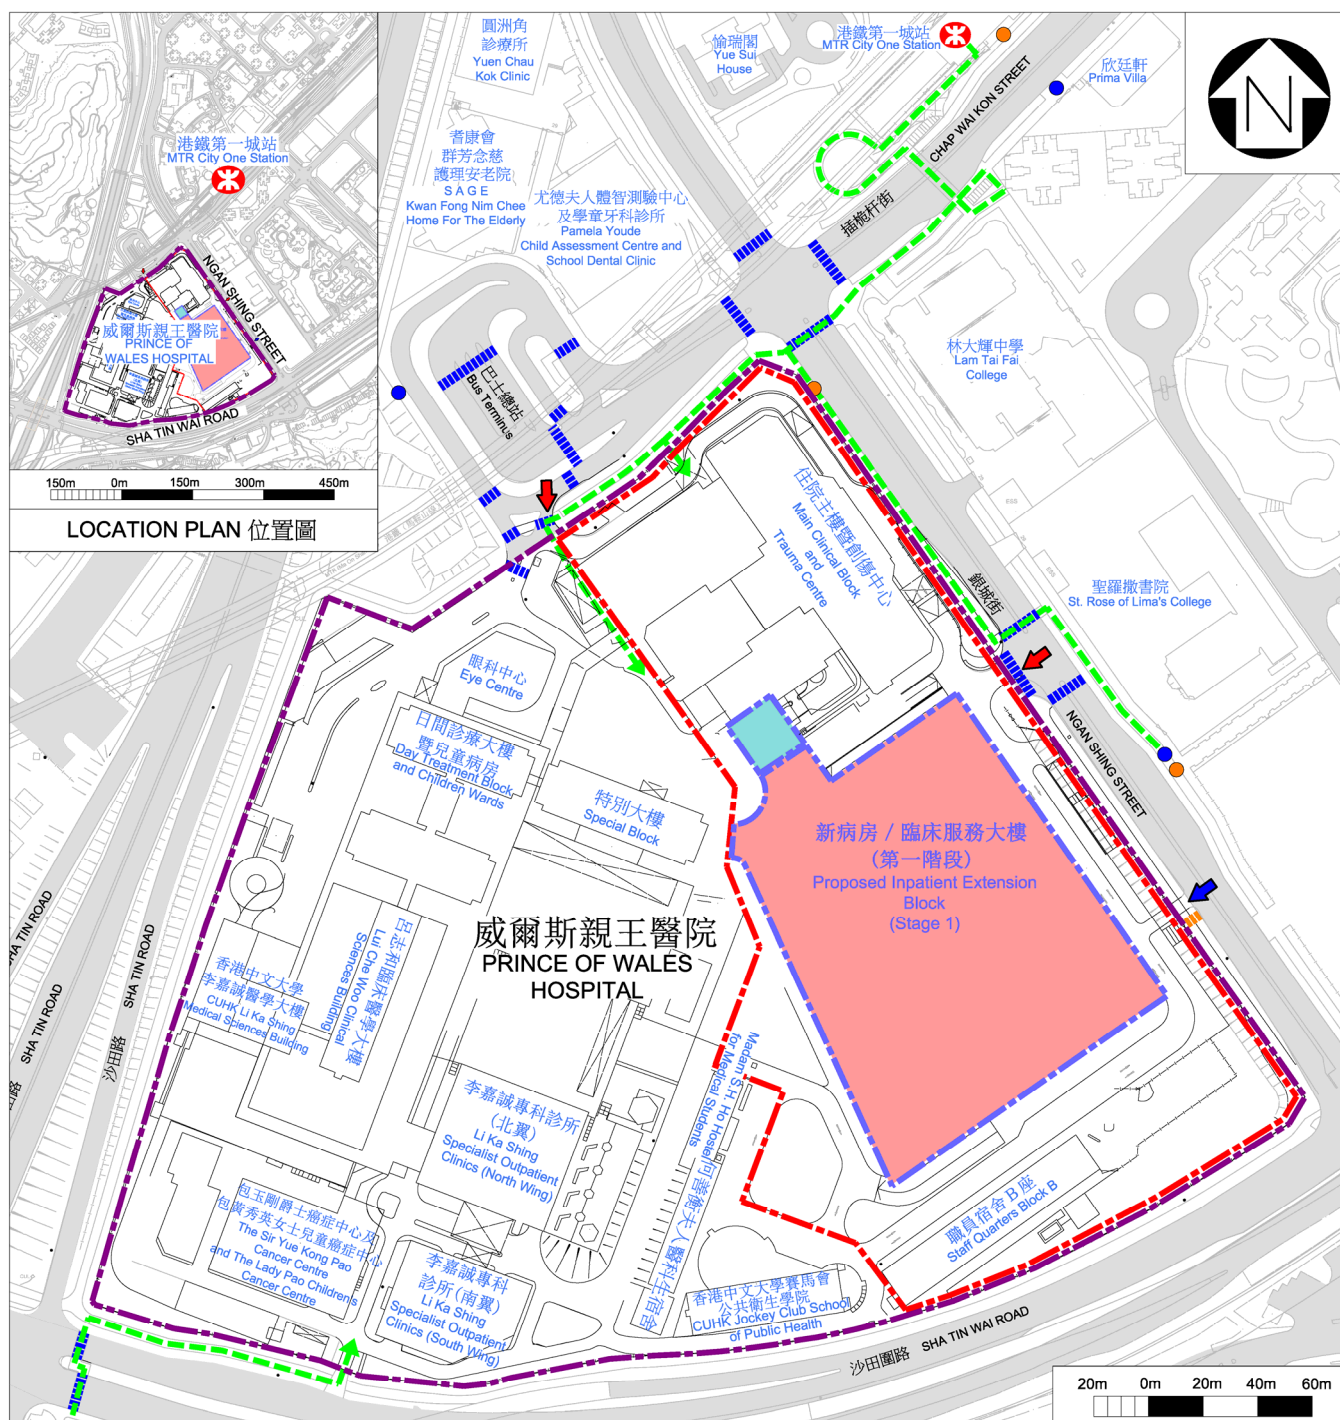 港鐵第一城站
MTR City One Station
威爾斯親王醫院
PRINCE OF
WALES HOSPITAL
NGAN SHING STREET
SHA TIN WAI ROAD
150m 0m 150m 300m 450m
LOCATION PLAN 位置圖
圓洲角
診療所
Yuen Chau
Kok Clinic
愉瑞閣
Yue Sui
House
港鐵第一城站
MTR City One Station
欣廷軒
Prima Villa
N
CHAP WAI KON STREET
插桅杆街
耆康會
群芳念慈
護理安老院
S A G E
Kwan Fong Nim Chee
Home For The Elderly
尤德夫人體智測驗中心
及學童牙科診所
Pamela Youde
Child Assessment Centre and
School Dental Clinic
林大輝中學
Lam Tai Fai
College
巴士總站
Bus Terminus
住院主樓暨創傷中心
Main Clinical Block
and
Trauma Centre
銀城街
聖羅撒書院
St. Rose of Lima's College
NGAN SHING STREET
眼科中心
Eye Centre
日間診療大樓
暨兒童病房
Day Treatment Block
and Children Wards
特別大樓
Special Block
新病房 / 臨床服務大樓
(第一階段)
Proposed Inpatient Extension
Block
(Stage 1)
威爾斯親王醫院
PRINCE OF WALES
HOSPITAL
呂志和臨床醫學大樓
Lui Che Woo Clinical
Sciences Building
香港中文大學
李嘉誠醫學大樓
CUHK Li Ka Shing
Medical Sciences Building
SHA TIN ROAD
SHA TIN ROAD
SHA TIN ROAD
沙田路
李嘉誠專科診所
(北翼)
Li Ka Shing
Specialist Outpatient
Clinics (North Wing)
Madam S.H. Ho Hostel
for Medical Students
何善衡夫人醫科生宿舍
包玉剛爵士癌症中心及
包黃秀英女士兒童癌症中心
The Sir Yue Kong Pao
Cancer Centre
and The Lady Pao Children's
Cancer Centre
李嘉誠專科
診所(南翼)
Li Ka Shing
Specialist Outpatient
Clinics (South Wing)
香港中文大學賽馬會
公共衛生學院
CUHK Jockey Club School
of Public Health
職員宿舍 B 座
Staff Quarters Block B
沙田圍路 SHA TIN WAI ROAD
20m 0m 20m 40m 60m